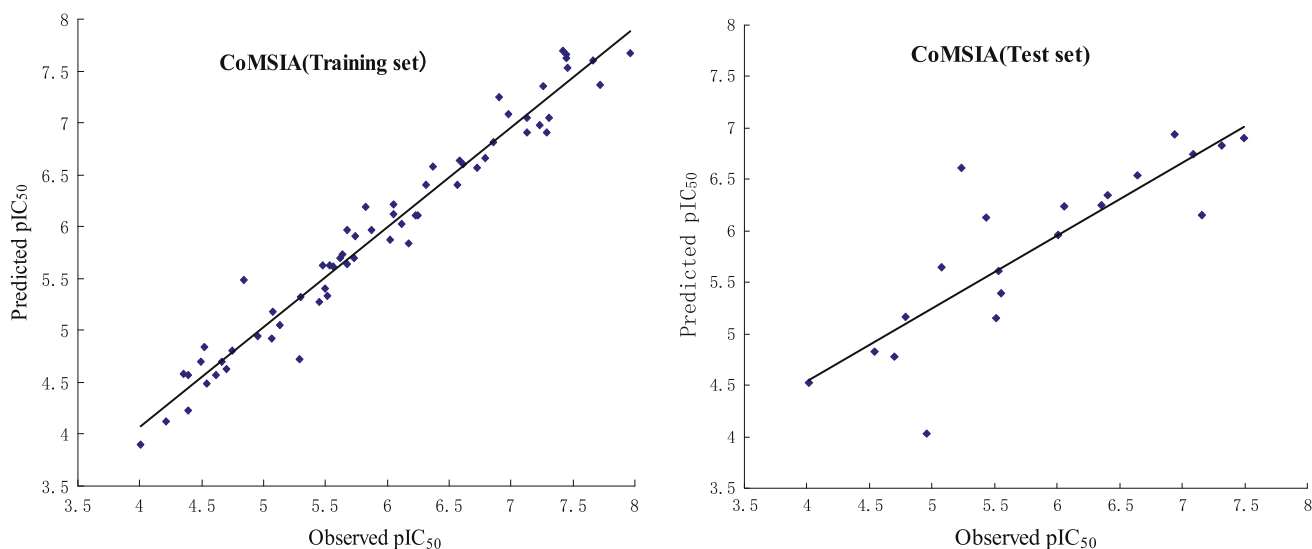 CoMSIA(Training set)
Predicted pIC50
8
7.5
7
6.5
6
5.5
5
4.5
4
3.5
3.5 4 4.5 5 5.5 6 6.5 7 7.5 8
Observed pIC50
CoMSIA(Test set)
Predicted pIC50
8
7.5
7
6.5
6
5.5
5
4.5
4
3.5
3.5 4 4.5 5 5.5 6 6.5 7 7.5 8
Observed pIC50